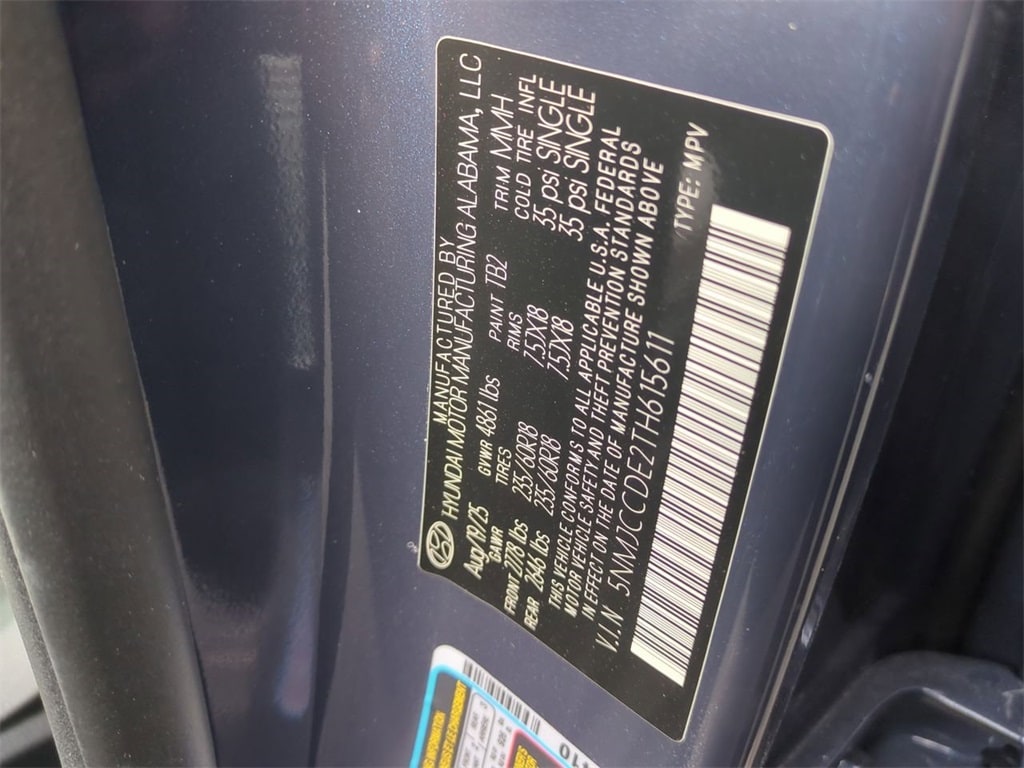 MANUFACTURED BY
HYUNDAI MOTOR MANUFACTURING ALABAMA, LLC
Aug/19/25 GVWR 4861 lbs PAINT TB2 TRIM MMH
GAWR TIRES RIMS COLD TIRE INFL
FRONT 2778 lbs 235/60R18 7.5JX18 35 psi SINGLE
REAR 2646 lbs 235/60R18 7.5JX18 35 psi SINGLE
THIS VEHICLE CONFORMS TO ALL APPLICABLE U.S.A. FEDERAL
MOTOR VEHICLE SAFETY AND THEFT PREVENTION STANDARDS
IN EFFECT ON THE DATE OF MANUFACTURE SHOWN ABOVE
V.I.N 5NMJCCDE2TH615611 TYPE: MPV